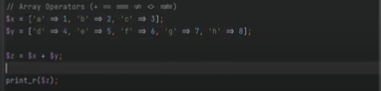 // Array Operators (+ == === != <> !==)
$x = ['a' => 1, 'b' => 2, 'c' => 3];
$y = ['d' => 4, 'e' => 5, 'f' => 6, 'g' => 7, 'h' => 8];
$z = $x + $y;
print_r($z);